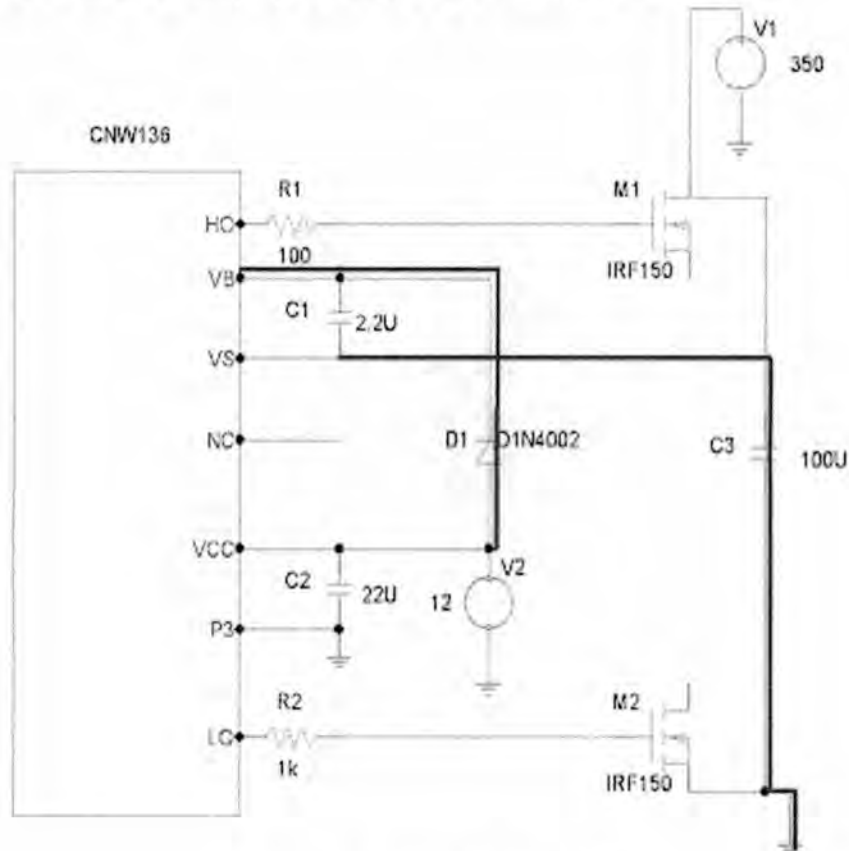 V1
350
CNW136
R1
M1
HO
100
IRF150
VB
C1
2,2U
VS
NC
D1
D1N4002
C3
100U
VCC
V2
C2
22U
12
P3
R2
M2
LO
1k
IRF150